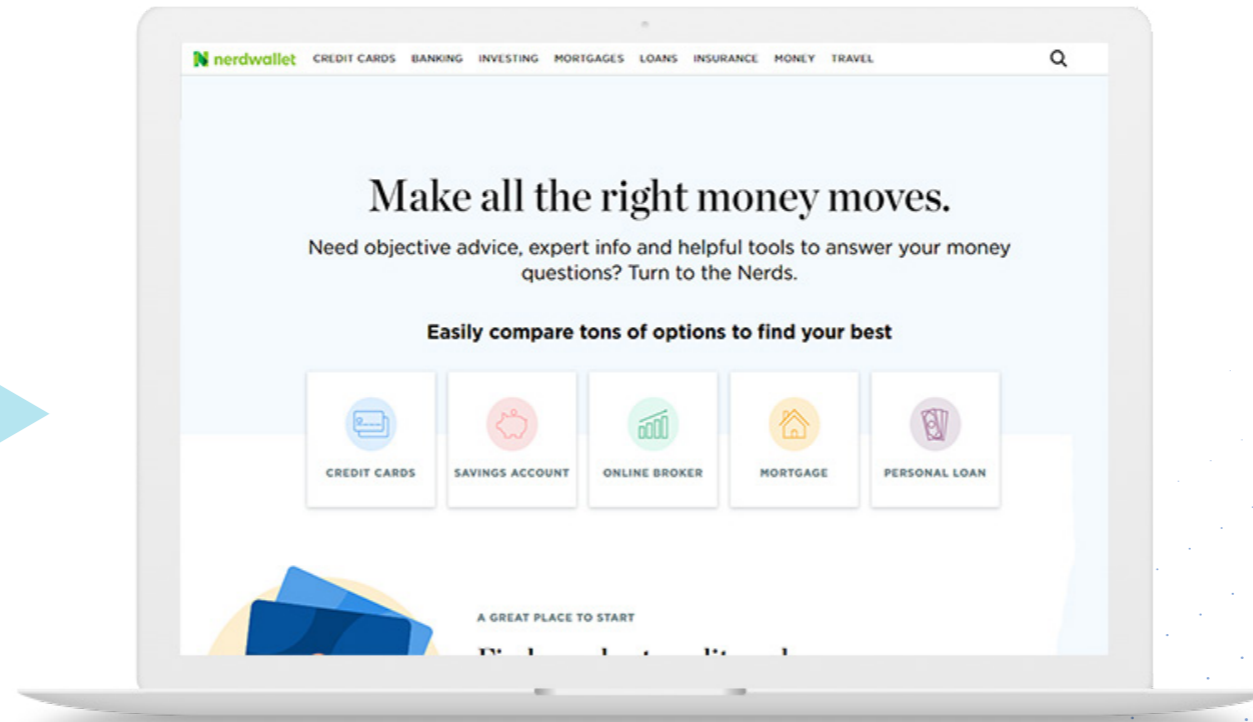 nerdwallet CREDIT CARDS BANKING INVESTING MORTGAGES LOANS INSURANCE MONEY TRAVEL
Make all the right money moves.
Need objective advice, expert info and helpful tools to answer your money
questions? Turn to the Nerds.
Easily compare tons of options to find your best
CREDIT CARDS SAVINGS ACCOUNT ONLINE BROKER MORTGAGE PERSONAL LOAN
A GREAT PLACE TO START